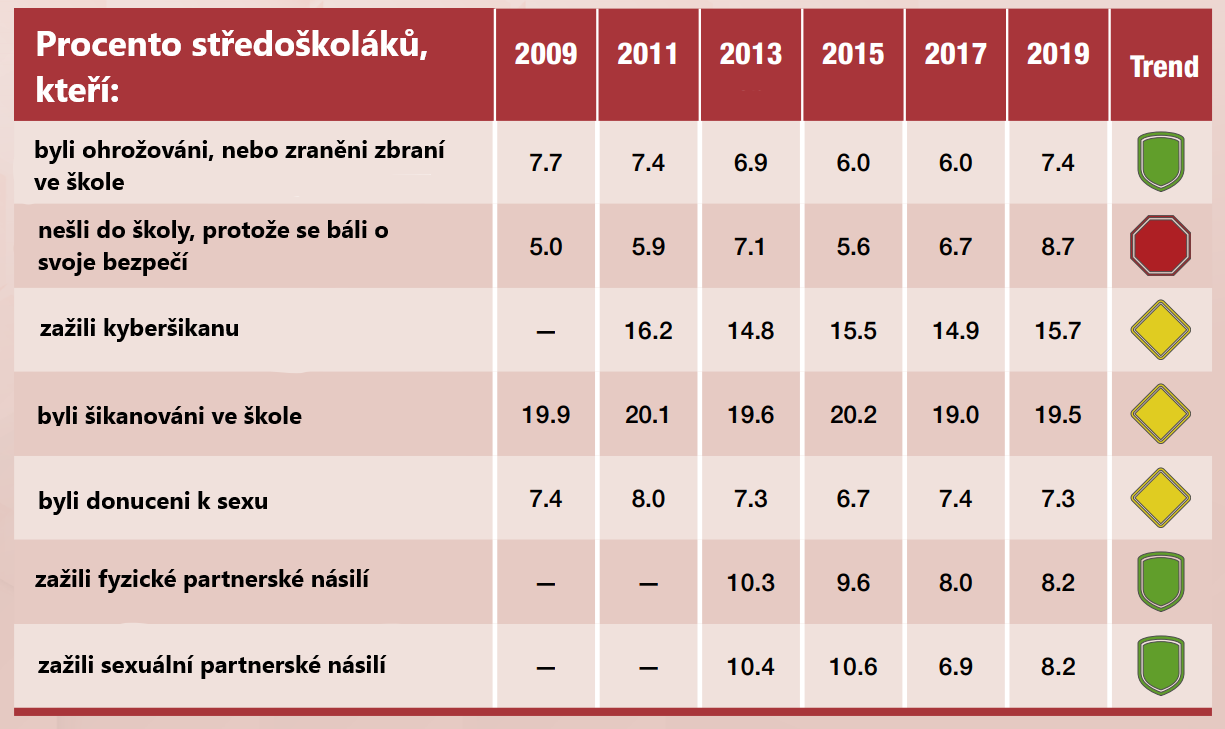 Procento středoškoláků, kteří: 2009 2011 2013 2015 2017 2019 Trend
byli ohrožováni, nebo zraněni zbraní
ve škole
7.7 7.4 6.9 6.0 6.0 7.4
nešli do školy, protože se báli o
svoje bezpečí
5.0 5.9 7.1 5.6 6.7 8.7
zažili kyberšikanu — 16.2 14.8 15.5 14.9 15.7
byli šikanováni ve škole 19.9 20.1 19.6 20.2 19.0 19.5
byli donuceni k sexu 7.4 8.0 7.3 6.7 7.4 7.3
zažili fyzické partnerské násilí — — 10.3 9.6 8.0 8.2
zažili sexuální partnerské násilí — — 10.4 10.6 6.9 8.2